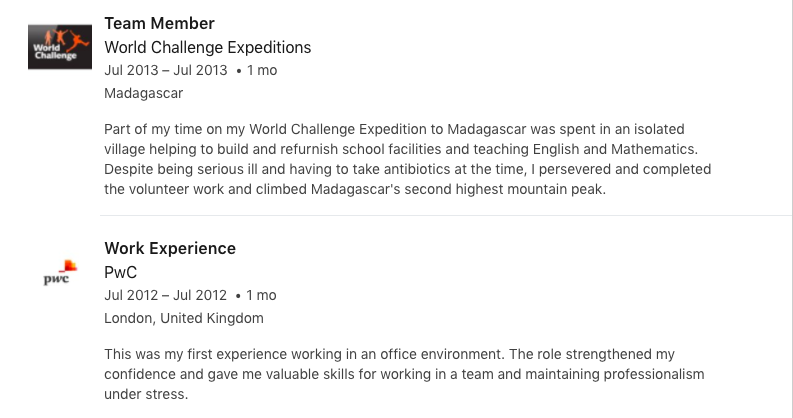 World
Challenge
Team Member
World Challenge Expeditions
Jul 2013 – Jul 2013 • 1 mo
Madagascar
Part of my time on my World Challenge Expedition to Madagascar was spent in an isolated
village helping to build and refurnish school facilities and teaching English and Mathematics.
Despite being serious ill and having to take antibiotics at the time, I persevered and completed
the volunteer work and climbed Madagascar's second highest mountain peak.
pwc
Work Experience
PwC
Jul 2012 – Jul 2012 • 1 mo
London, United Kingdom
This was my first experience working in an office environment. The role strengthened my
confidence and gave me valuable skills for working in a team and maintaining professionalism
under stress.